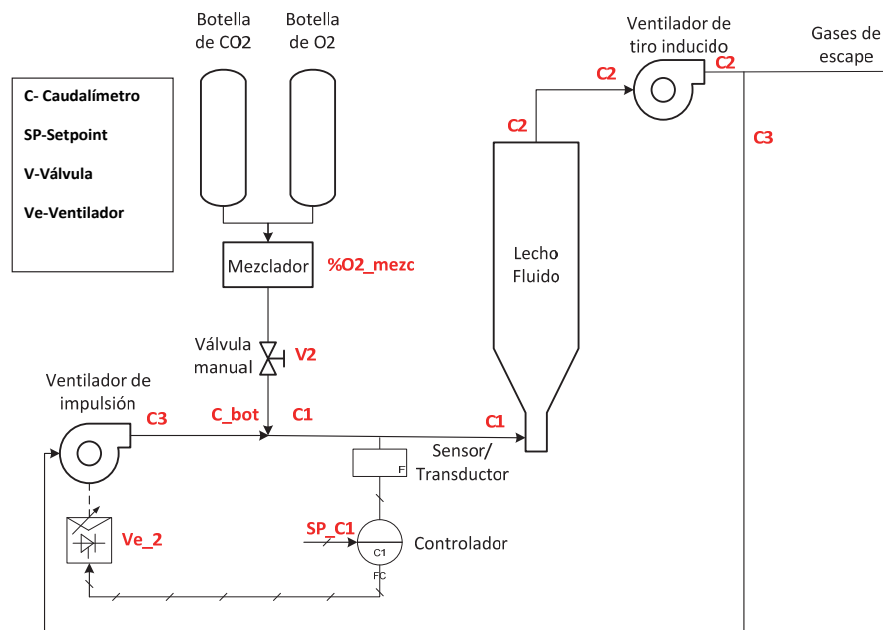 Botella
de CO2
Botella
de O2
Ventilador de
tiro inducido
Gases de
escape
C2
C2
C2
C3
C- Caudalímetro
SP-Setpoint
V-Válvula
Ve-Ventilador
Mezclador
%O2_mezc
Lecho
Fluido
Válvula
manual
V2
Ventilador de
impulsión
C3
C_bot
C1
C1
Sensor/
Transductor
F
SP_C1
C1
Controlador
FC
Ve_2